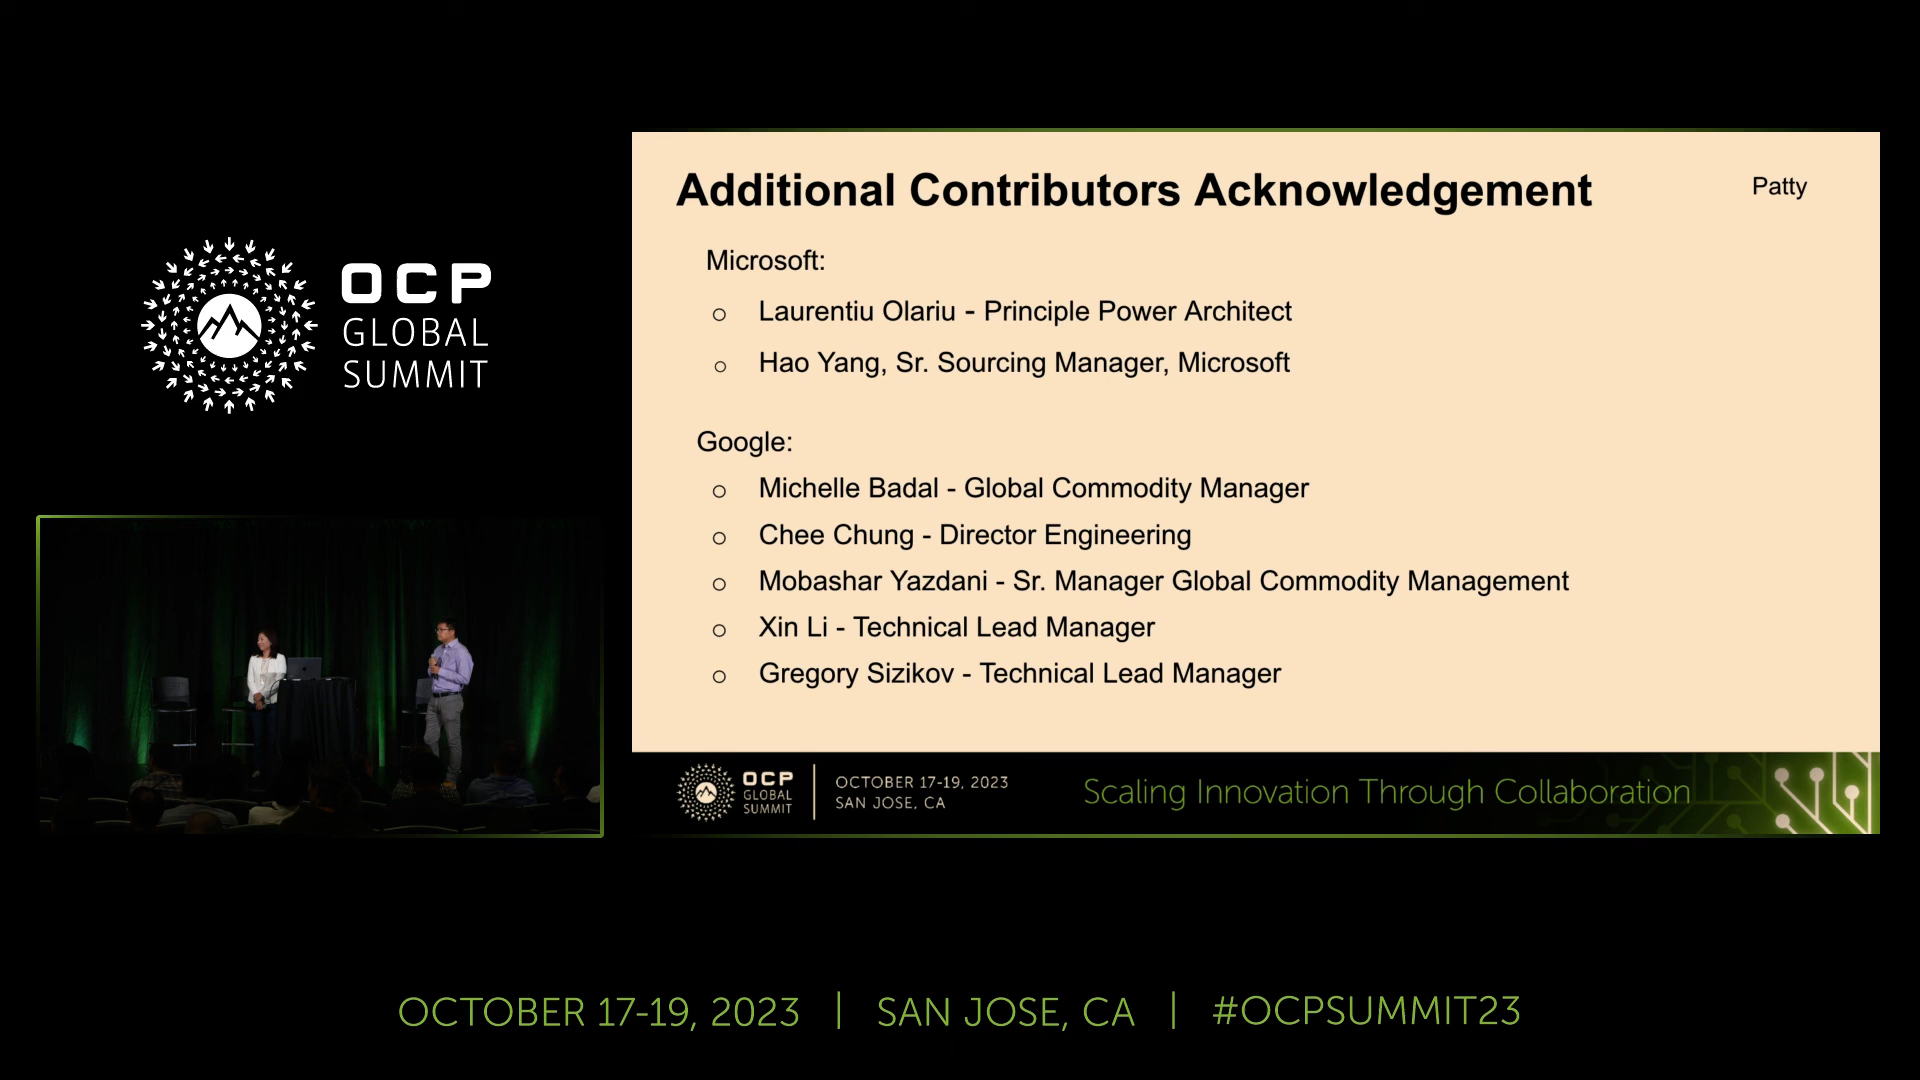 OCP
GLOBAL
SUMMIT
Additional Contributors Acknowledgement
Patty
Microsoft:
Laurentiu Olariu - Principle Power Architect
Hao Yang, Sr. Sourcing Manager, Microsoft
Google:
Michelle Badal - Global Commodity Manager
Chee Chung - Director Engineering
Mobashar Yazdani - Sr. Manager Global Commodity Management
Xin Li - Technical Lead Manager
Gregory Sizikov - Technical Lead Manager
OCP
GLOBAL
SUMMIT
OCTOBER 17-19, 2023
SAN JOSE, CA
Scaling Innovation Through Collaboration
OCTOBER 17-19, 2023 | SAN JOSE, CA | #OCPSUMMIT23